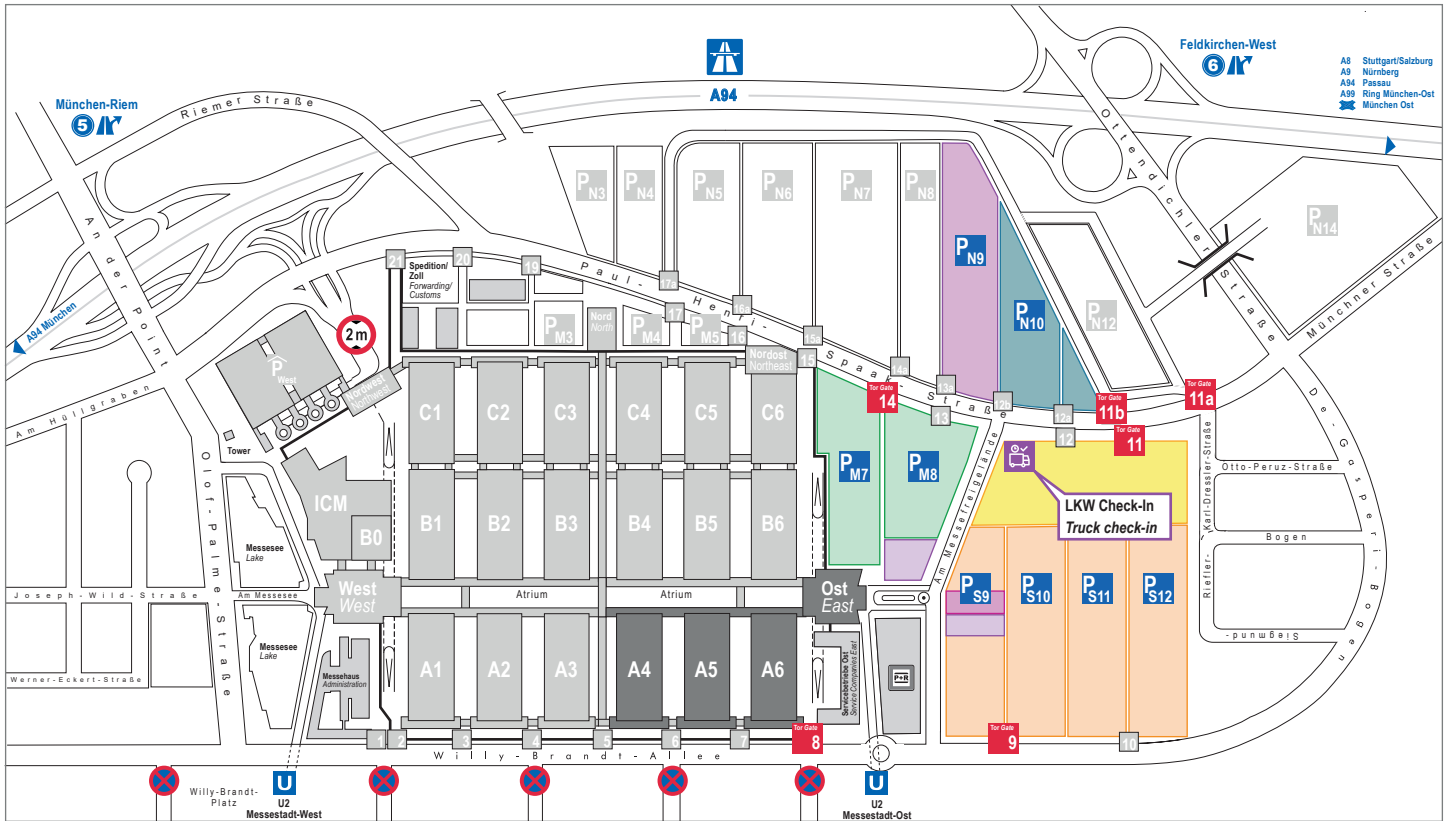 München-Riem
5
Riemer Straße
A94
Feldkirchen-West
6
A8 Stuttgart/Salzburg
A9 Nürnberg
A94 Passau
A99 Ring München-Ost
München Ost
An der Point
A94 München
Ottendichler Straße
Münchner Straße
P N3
P N4
P N5
P N6
P N7
P N8
P N9
P N10
P N12
P N14
21
20
19
17a
17
16a
16
15a
15
14a
13a
12b
12a
Spedition/
Zoll
Forwarding/
Customs
Paul-Henri-Spaak-Straße
2 m
P M3
Nord
North
P M4
P M5
Nordost
Northeast
P West
Nordwest
Northwest
Am Hüllgraben
Tower
Tor Gate
14
13
Tor Gate
11b
Tor Gate
11a
12
Tor Gate
11
C1
C2
C3
C4
C5
C6
P M7
P M8
LKW Check-In
Truck check-in
Am Messefreigelände
Karl-Dressler-Straße
Otto-Peruz-Straße
De-Gasperi-Bogen
Riefler-
Bogen
Siegmund-
ICM
B0
B1
B2
B3
B4
B5
B6
Olof-Palme-Straße
Messesee
Lake
Joseph-Wild-Straße
Am Messesee
West
West
Atrium
Atrium
Ost
East
P S9
P S10
P S11
P S12
Messesee
Lake
Werner-Eckert-Straße
Messehaus
Administration
A1
A2
A3
A4
A5
A6
Servicebetriebe Ost
Service Companies East
P+R
1
2
3
4
5
6
7
Tor Gate
8
Tor Gate
9
10
Willy-Brandt-Allee
Willy-Brandt-
Platz
U
U2
Messestadt-West
U
U2
Messestadt-Ost